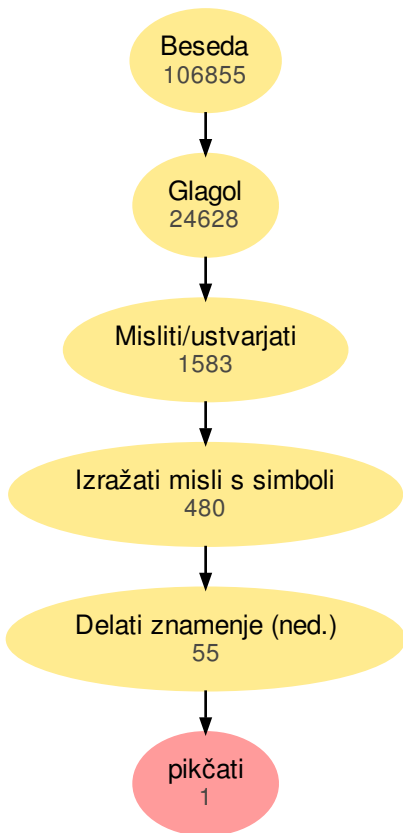 Beseda
106855
Glagol
24628
Misliti/ustvarjati
1583
Izražati misli s simboli
480
Delati znamenje (ned.)
55
pikčati
1